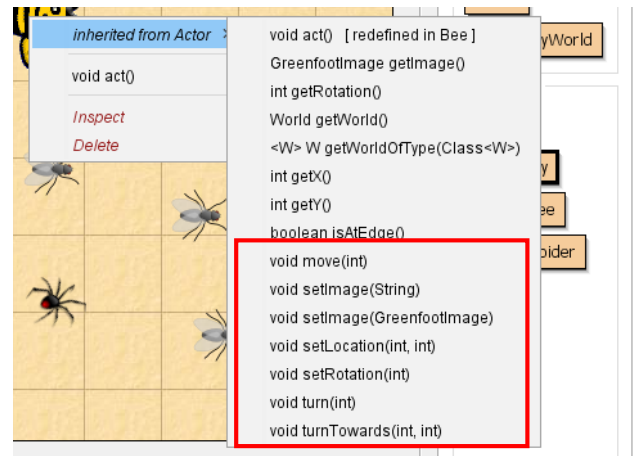 inherited from Actor >
void act()
Inspect
Delete
void act() [ redefined in Bee ]
GreenfootImage getImage()
int getRotation()
World getWorld()
<W> W getWorldOfType(Class<W>)
int getX()
int getY()
boolean isAtEdge()
void move(int)
void setImage(String)
void setImage(GreenfootImage)
void setLocation(int, int)
void setRotation(int)
void turn(int)
void turnTowards(int, int)
yWorld
y
ee
pider